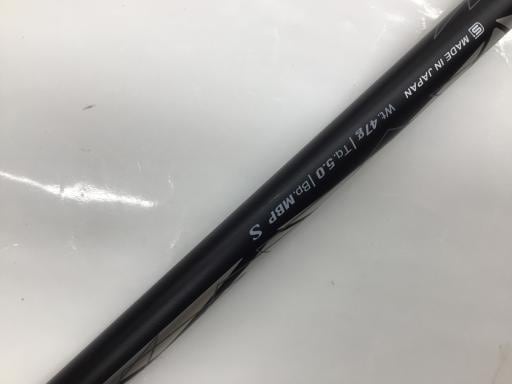 S MADE IN JAPAN
Wt.47g | Tq.5.0 | Bp.MBP S